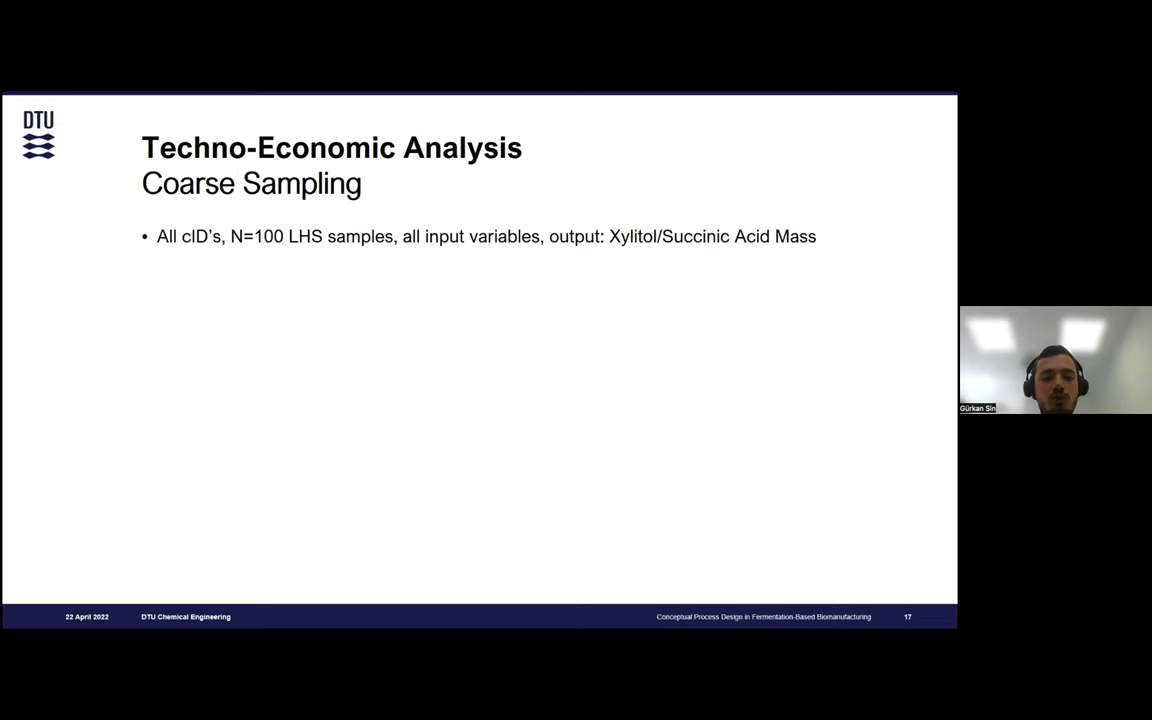 DTU
Techno-Economic Analysis
Coarse Sampling
• All cID's, N=100 LHS samples, all input variables, output: Xylitol/Succinic Acid Mass
Gürkan Sin
22 April 2022 DTU Chemical Engineering Conceptual Process Design in Fermentation-Based Biomanufacturing 17